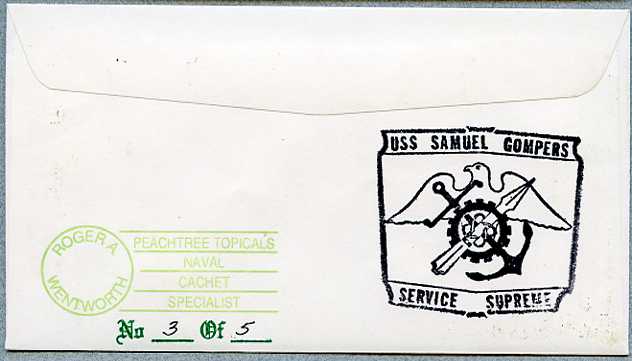 USS SAMUEL GOMPERS
SERVICE SUPREME
ROGER A
WENTWORTH
PEACHTREE TOPICALS
NAVAL
CACHET
SPECIALIST
No 3 Of 5